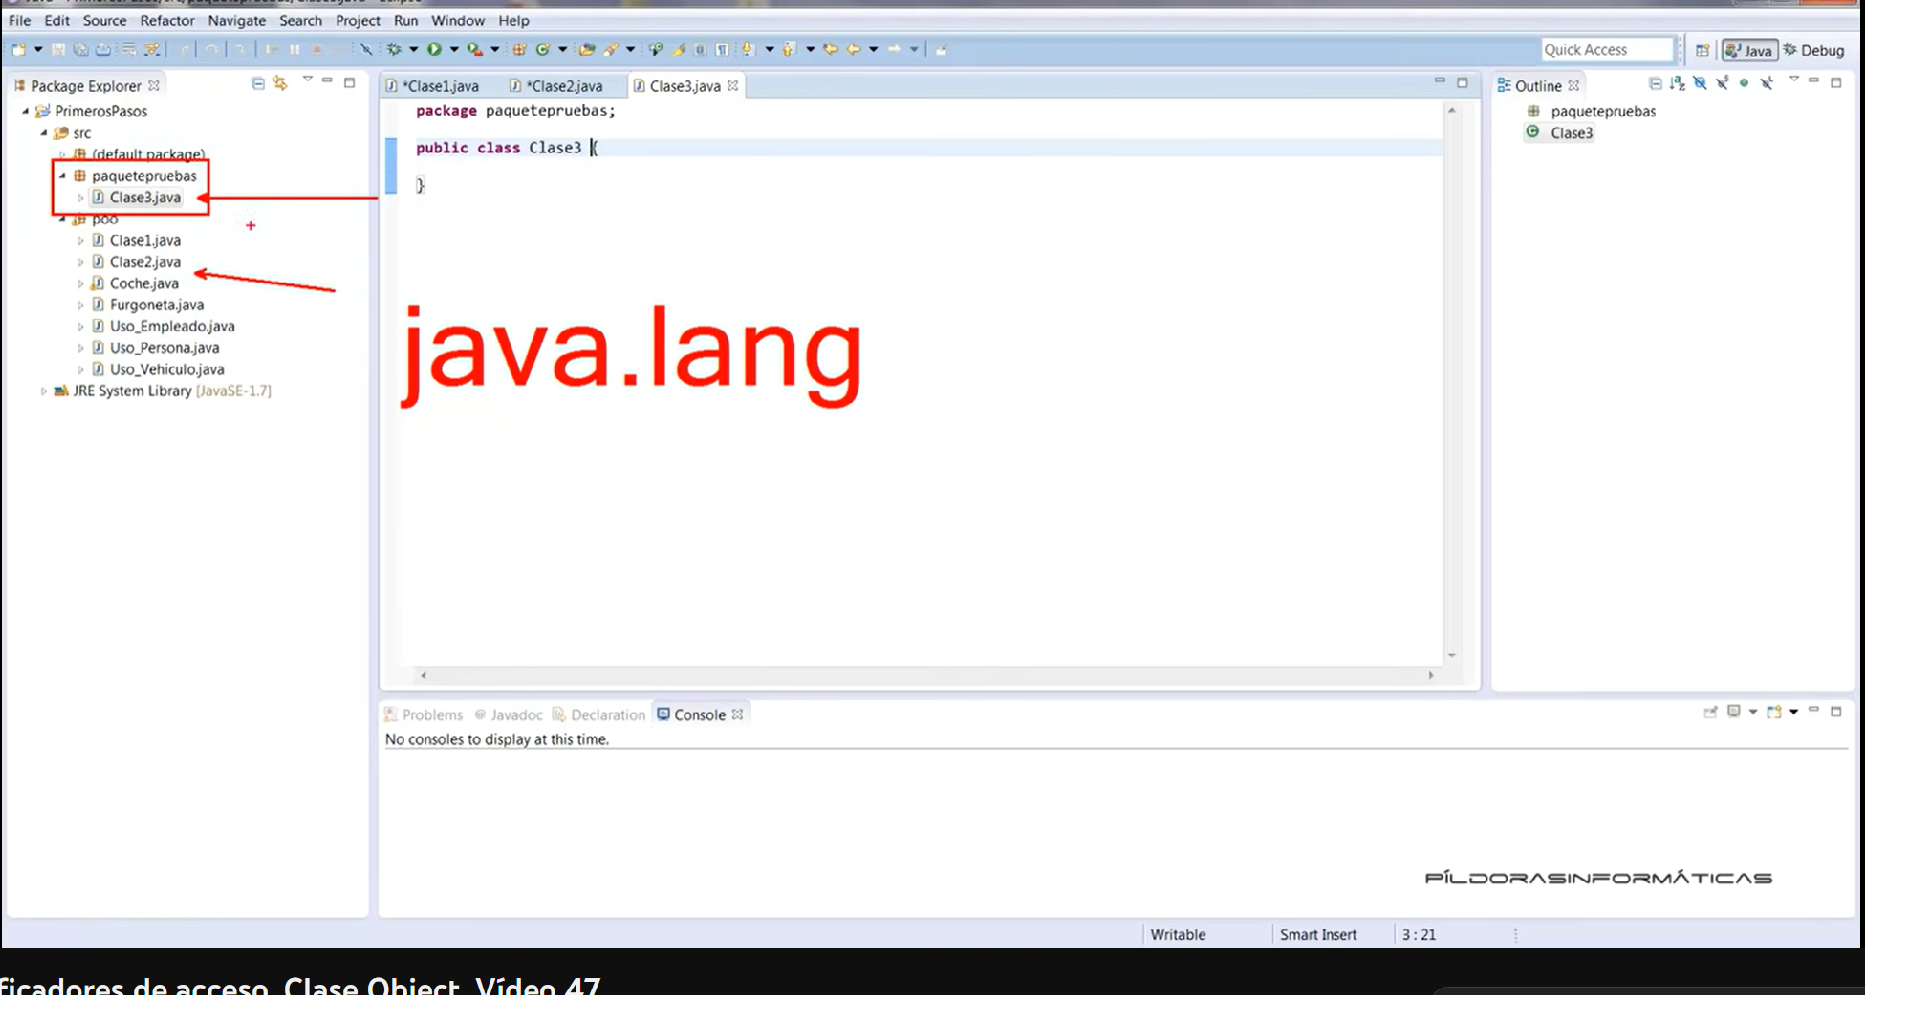 File Edit Source Refactor Navigate Search Project Run Window Help
Quick Access
Java
Debug
Package Explorer
PrimerosPasos
src
(default package)
paquetepruebas
Clase3.java
poo
Clase1.java
Clase2.java
Coche.java
Furgoneta.java
Uso_Empleado.java
Uso_Persona.java
Uso_Vehiculo.java
JRE System Library [JavaSE-1.7]
*Clase1.java
*Clase2.java
Clase3.java
package paquetepruebas;
public class Clase3 {
}
java.lang
Outline
paquetepruebas
Clase3
Problems @ Javadoc Declaration Console
No consoles to display at this time.
PÍLDORASINFORMÁTICAS
Writable
Smart Insert
3 : 21
ficadores de acceso. Clase Object. Vídeo 47